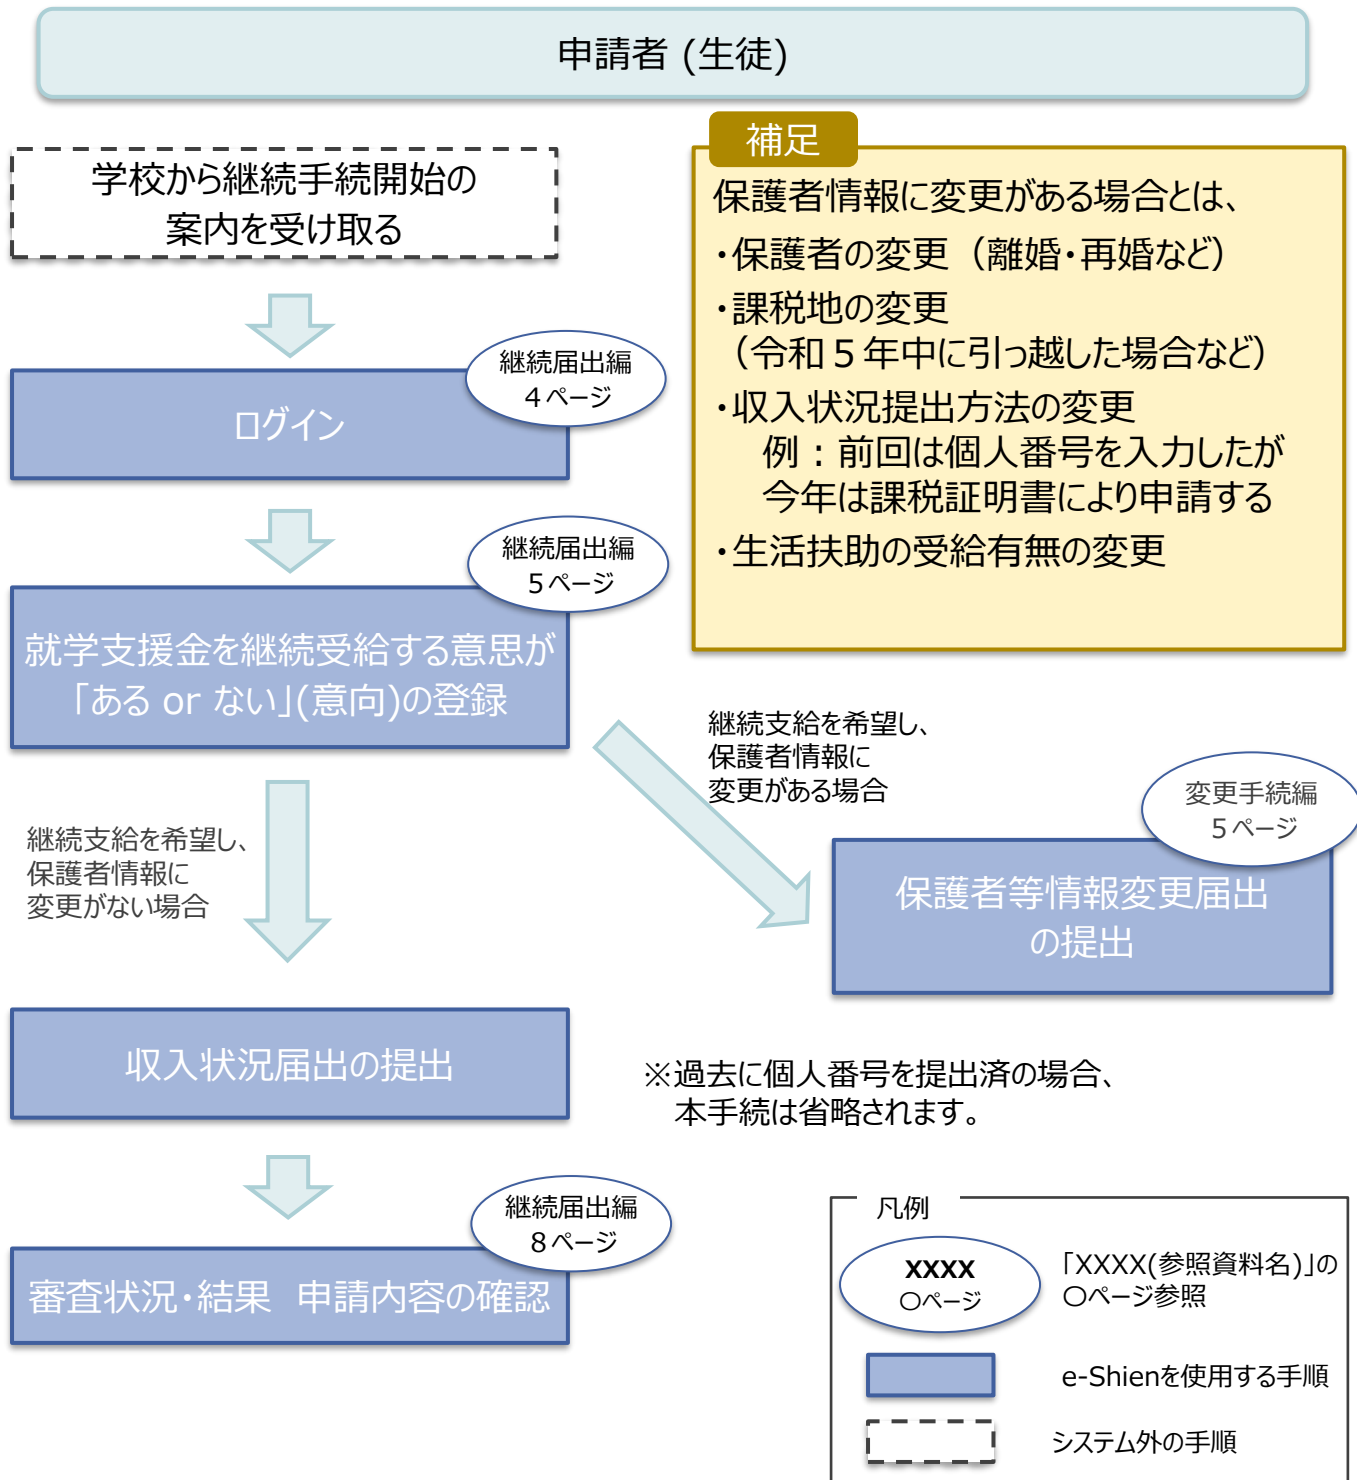 申請者 (生徒)
学校から継続手続開始の
案内を受け取る
補足
保護者情報に変更がある場合とは、
・保護者の変更（離婚・再婚など）
・課税地の変更
（令和５年中に引っ越した場合など）
・収入状況提出方法の変更
例：前回は個人番号を入力したが
今年は課税証明書により申請する
・生活扶助の受給有無の変更
継続届出編
４ページ
ログイン
継続届出編
５ページ
就学支援金を継続受給する意思が
「ある or ない」(意向)の登録
継続支給を希望し、
保護者情報に
変更がある場合
継続支給を希望し、
保護者情報に
変更がない場合
変更手続編
５ページ
保護者等情報変更届出
の提出
収入状況届出の提出
※過去に個人番号を提出済の場合、
本手続は省略されます。
継続届出編
８ページ
審査状況・結果　申請内容の確認
凡例
XXXX
〇ページ
「XXXX(参照資料名)」の
〇ページ参照
e-Shienを使用する手順
システム外の手順